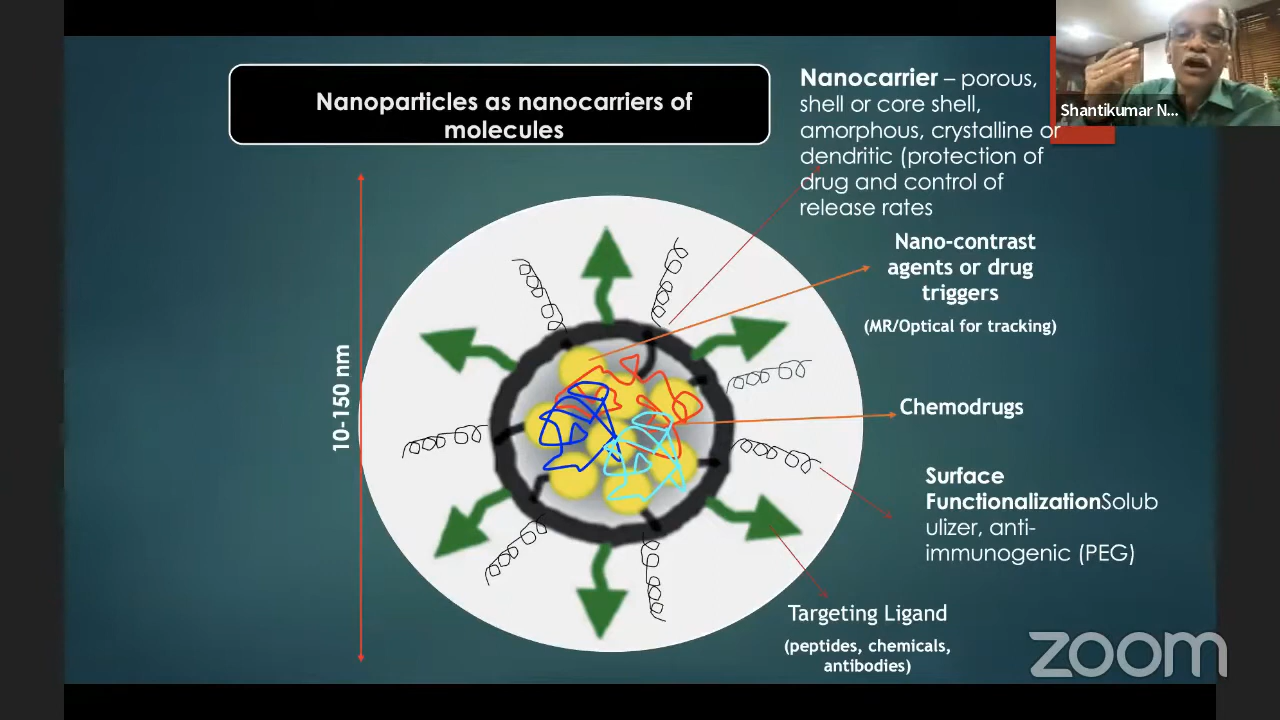 Nanoparticles as nanocarriers of
molecules
Nanocarrier – porous,
shell or core shell,
amorphous, crystalline or
dendritic (protection of
drug and control of
release rates
Shantikumar N...
Nano-contrast
agents or drug
triggers
(MR/Optical for tracking)
10-150 nm
Chemodrugs
Surface
FunctionalizationSolub
ulizer, anti-
immunogenic (PEG)
Targeting Ligand
(peptides, chemicals,
antibodies)
zoom